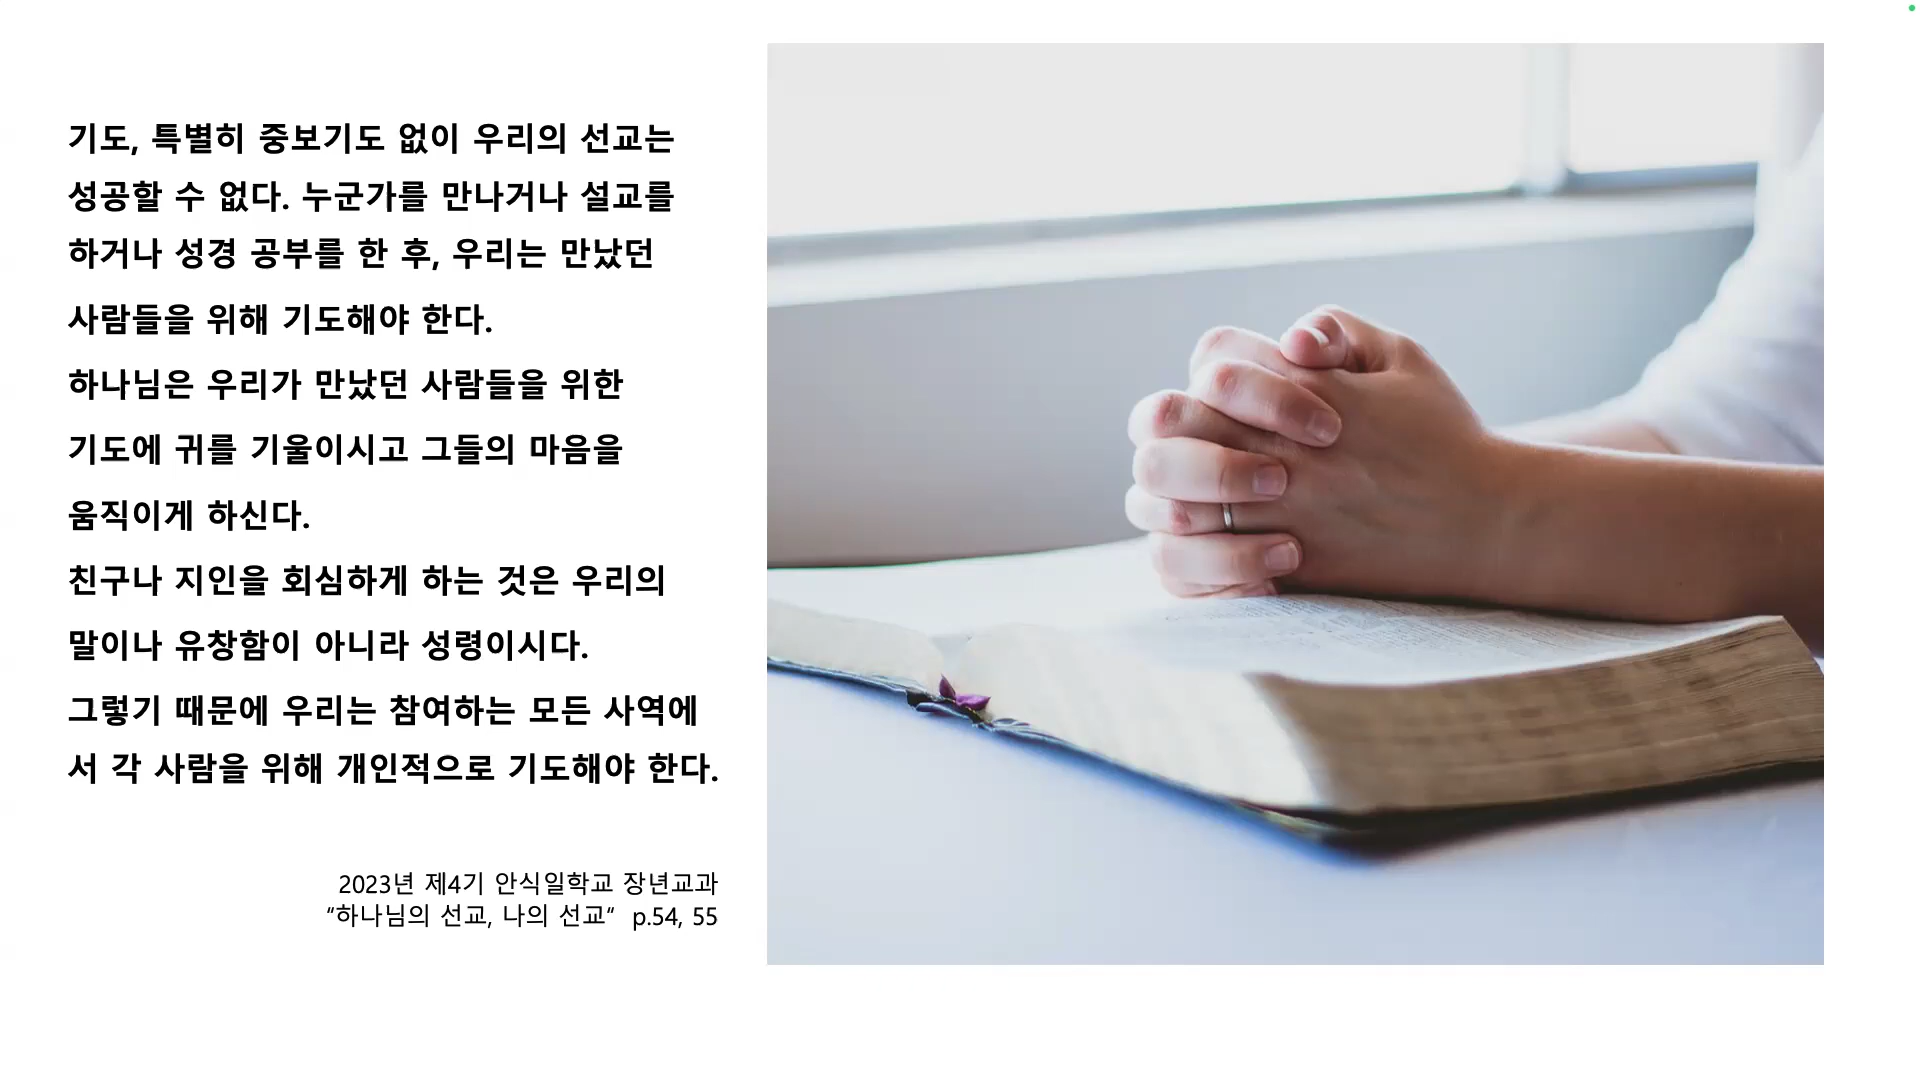 기도, 특별히 중보기도 없이 우리의 선교는
성공할 수 없다. 누군가를 만나거나 설교를
하거나 성경 공부를 한 후, 우리는 만났던
사람들을 위해 기도해야 한다.
하나님은 우리가 만났던 사람들을 위한
기도에 귀를 기울이시고 그들의 마음을
움직이게 하신다.
친구나 지인을 회심하게 하는 것은 우리의
말이나 유창함이 아니라 성령이시다.
그렇기 때문에 우리는 참여하는 모든 사역에
서 각 사람을 위해 개인적으로 기도해야 한다.
2023년 제4기 안식일학교 장년교과
“하나님의 선교, 나의 선교“ p.54, 55